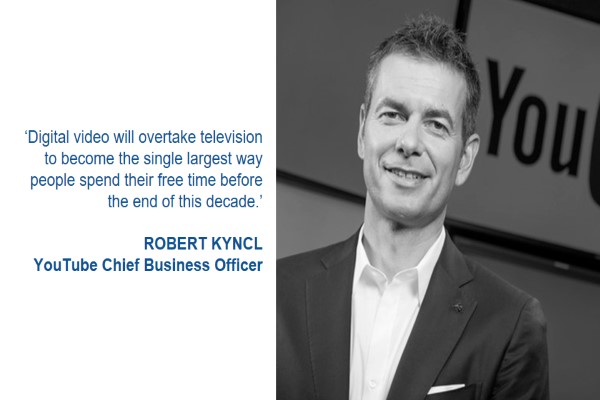 ‘Digital video will overtake television
to become the single largest way
people spend their free time before
the end of this decade.’
ROBERT KYNCL
YouTube Chief Business Officer
You